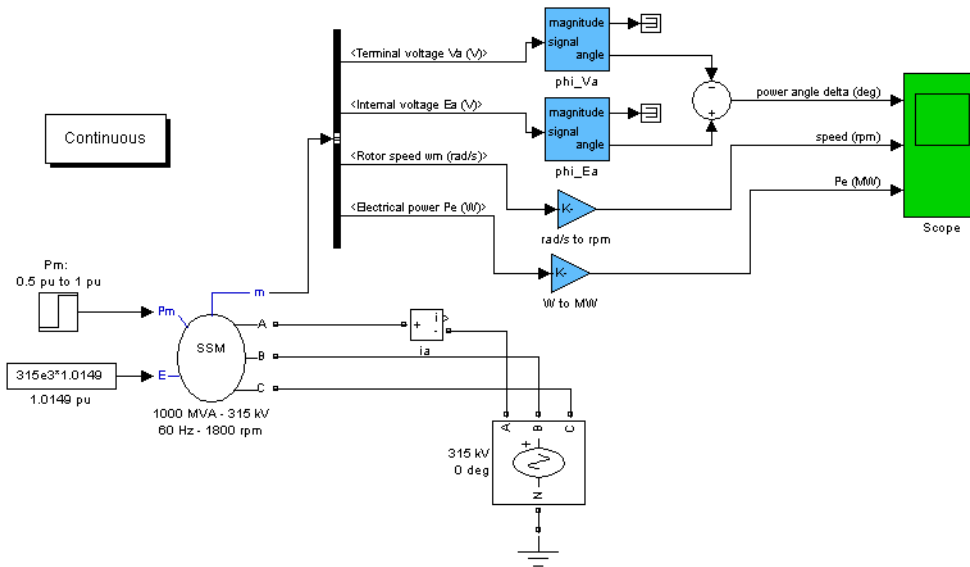 magnitude
signal
angle
phi_Va
<Terminal voltage Va (V)>
<Internal voltage Ea (V)>
magnitude
signal
angle
phi_Ea
−
+
power angle delta (deg)
speed (rpm)
Pe (MW)
Scope
Continuous
<Rotor speed wm (rad/s)>
K-
rad/s to rpm
<Electrical power Pe (W)>
K-
W to MW
Pm:
0.5 pu to 1 pu
m
Pm
SSM
A
B
C
E
+
i
-
ia
315e3*1.0149
1.0149 pu
1000 MVA - 315 kV
60 Hz - 1800 rpm
315 kV
0 deg
A
B
C
+
N